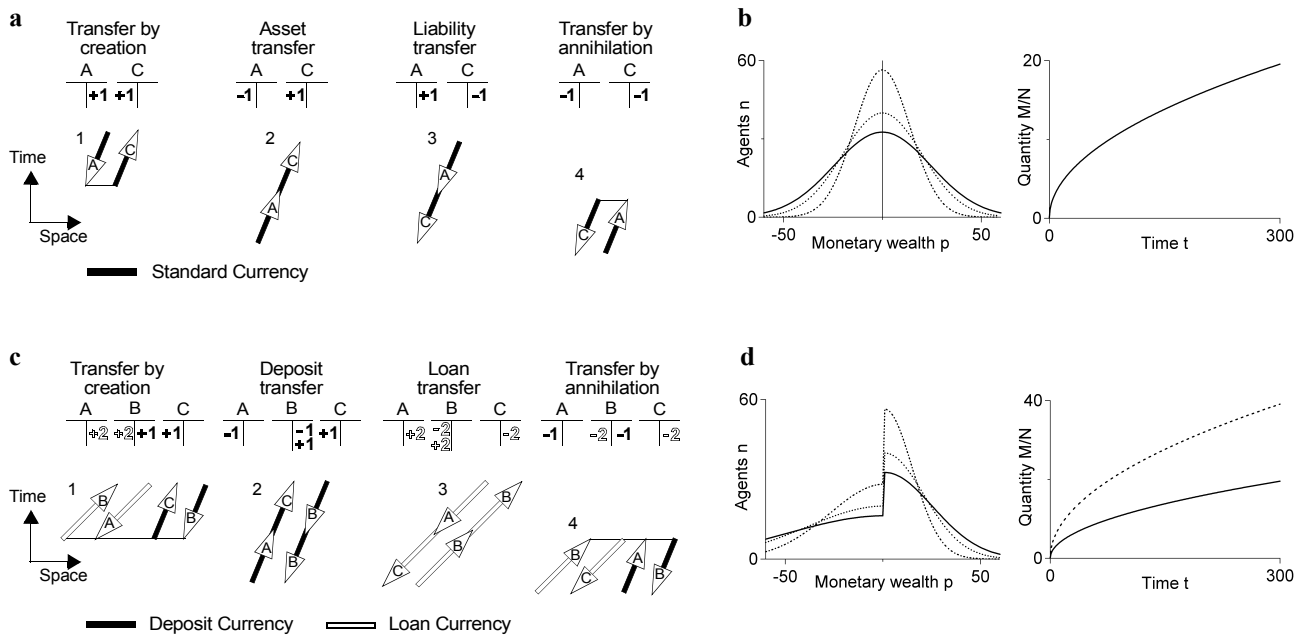 a
Transfer by creation
Asset transfer
Liability transfer
Transfer by annihilation
A C
A C
A C
A C
+1 +1
-1 +1
+1 -1
-1 -1
1
A
C
2
C
A
3
A
C
4
C
A
Time
Space
Standard Currency
b
60
Agents n
0
-50
50
Monetary wealth p
20
Quantity M/N
0
0
300
Time t
c
Transfer by creation
Deposit transfer
Loan transfer
Transfer by annihilation
A B C
A B C
A B C
A B C
+2 +2 +1 +1
-1 -1 +1
+1
+2 -2 -2
+2
-1 -2 -1 -2
1
B
A
C
B
2
C
B
A
B
3
B
A
B
C
4
B
C
A
B
Time
Space
Deposit Currency
Loan Currency
d
60
Agents n
0
-50
50
Monetary wealth p
40
Quantity M/N
0
0
300
Time t